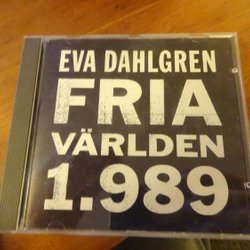 EVA DAHLGREN
FRIA
VÄRLDEN
1.989